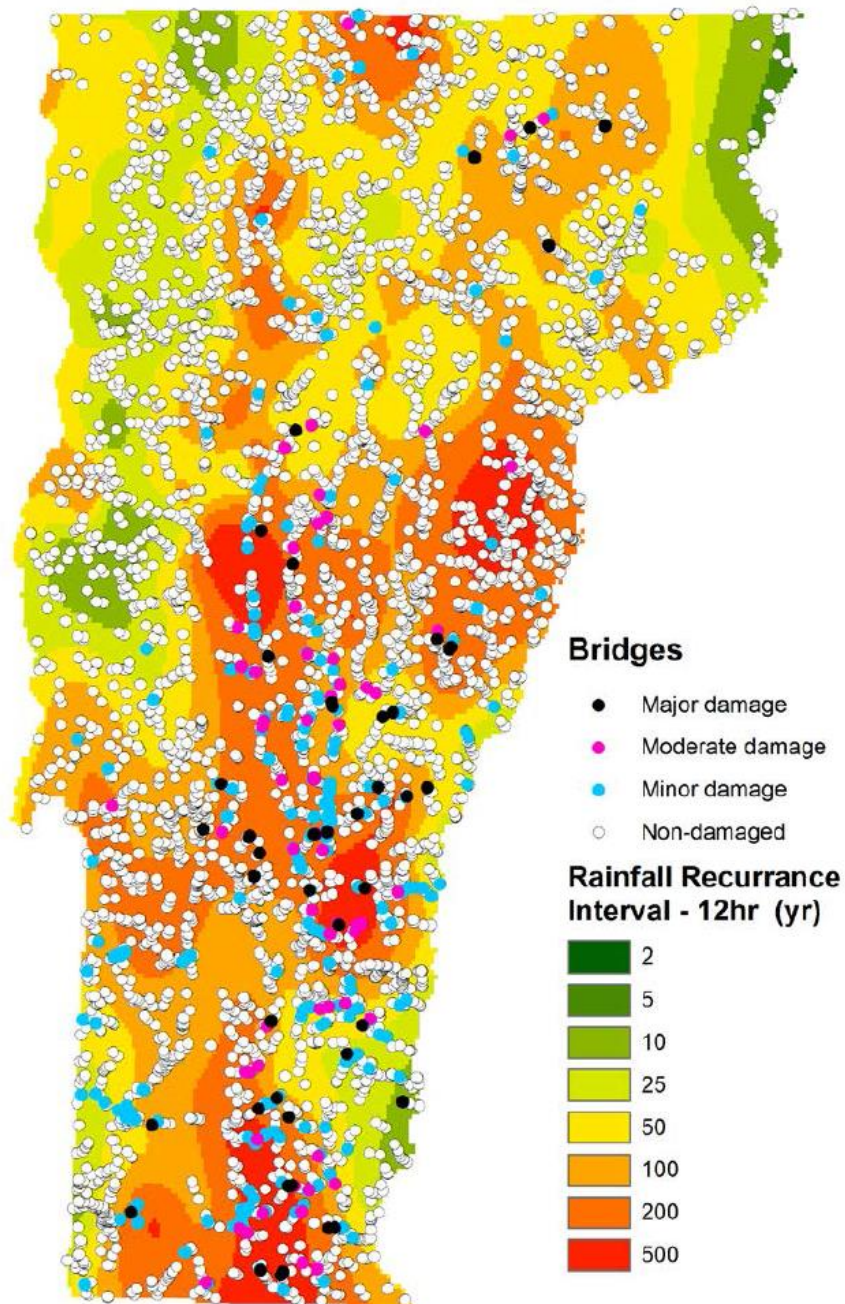 Bridges
Major damage
Moderate damage
Minor damage
Non-damaged
Rainfall Recurrance
Interval - 12hr (yr)
2
5
10
25
50
100
200
500